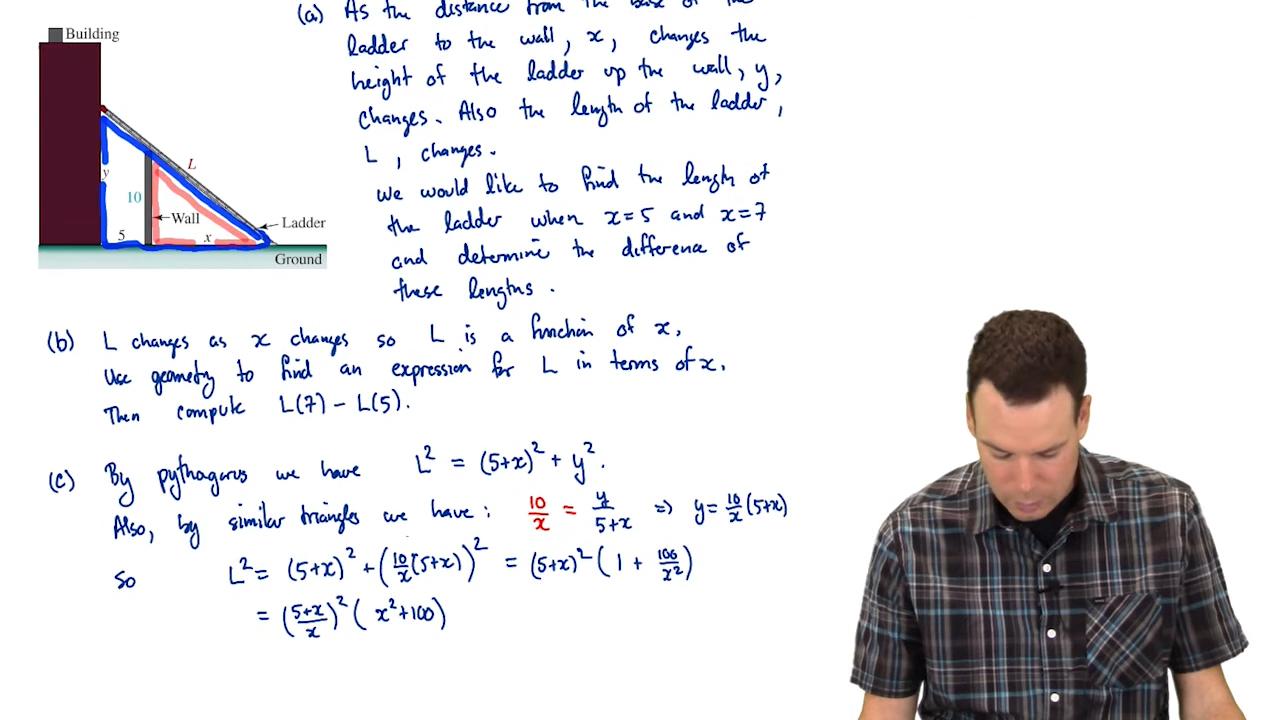 Building
y
10
5
L
Wall
x
Ladder
Ground
(a) As the distance from the base of the
ladder to the wall, x, changes the
height of the ladder up the wall, y,
changes. Also the length of the ladder,
L, changes.
We would like to find the length of
the ladder when x=5 and x=7
and determine the difference of
these lengths.
(b) L changes as x changes so L is a function of x.
Use geometry to find an expression for L in terms of x.
Then compute L(7) - L(5).
(c) By pythagorus we have L² = (5+x)² + y².
Also, by similar triangles we have: 10/x = y/(5+x) => y = 10/x (5+x)
So L² = (5+x)² + (10/x (5+x))² = (5+x)² (1 + 100/x²)
= ((5+x)/x)² (x²+100)